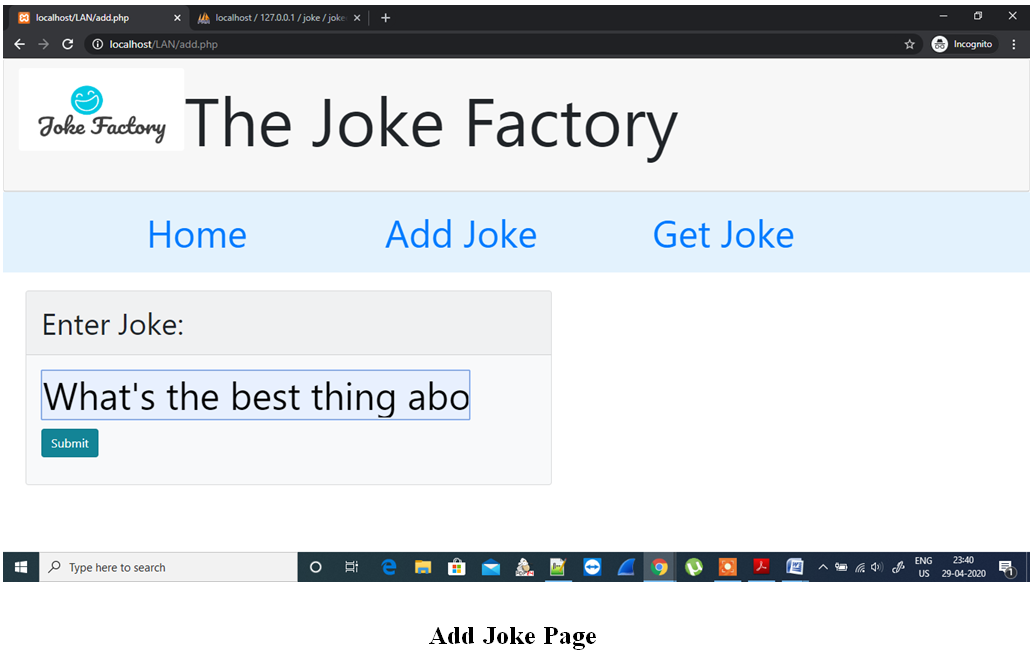 localhost/LAN/add.php
localhost / 127.0.0.1 / joke / joke
localhost/LAN/add.php
Incognito
Joke Factory
The Joke Factory
Home Add Joke Get Joke
Enter Joke:
What's the best thing abo
Submit
Type here to search
ENG
US
23:40
29-04-2020
1
Add Joke Page